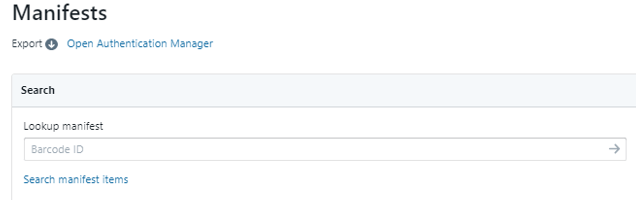 Manifests
Export Open Authentication Manager
Search
Lookup manifest
Barcode ID
Search manifest items